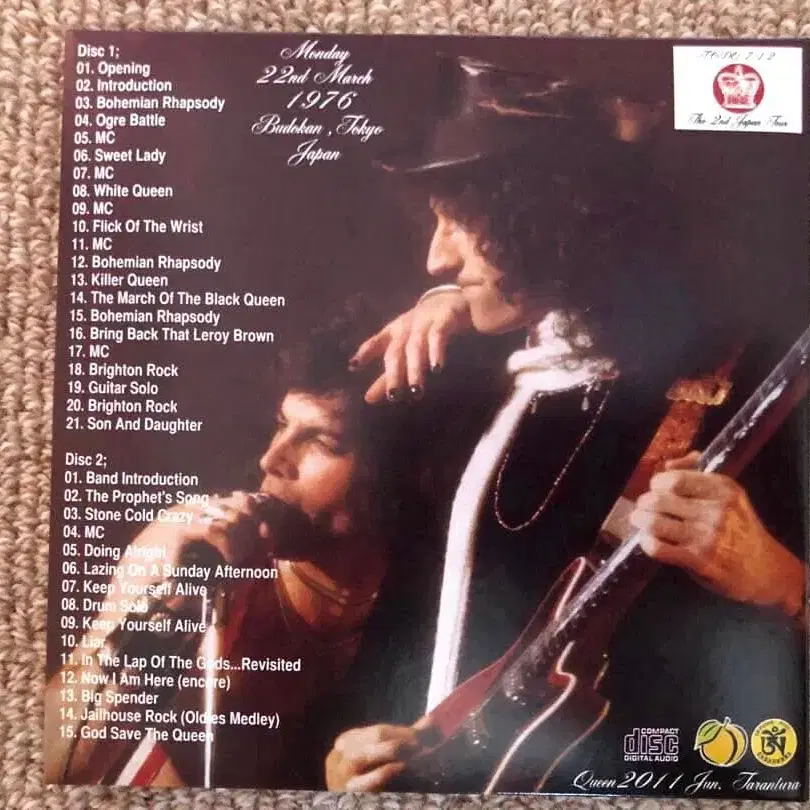 Disc 1;
01. Opening
02. Introduction
03. Bohemian Rhapsody
04. Ogre Battle
05. MC
06. Sweet Lady
07. MC
08. White Queen
09. MC
10. Flick Of The Wrist
11. MC
12. Bohemian Rhapsody
13. Killer Queen
14. The March Of The Black Queen
15. Bohemian Rhapsody
16. Bring Back That Leroy Brown
17. MC
18. Brighton Rock
19. Guitar Solo
20. Brighton Rock
21. Son And Daughter
Disc 2;
01. Band Introduction
02. The Prophet's Song
03. Stone Cold Crazy
04. MC
05. Doing Alright
06. Lazing On A Sunday Afternoon
07. Keep Yourself Alive
08. Drum Solo
09. Keep Yourself Alive
10. Liar
11. In The Lap Of The Gods...Revisited
12. Now I Am Here (encore)
13. Big Spender
14. Jailhouse Rock (Oldies Medley)
15. God Save The Queen
Monday
22nd March
1976
Budokan , Tokyo
Japan
The 2nd Japan Tour
COMPACT
disc
DIGITAL AUDIO
Queen 2011 Jun. Tarantura